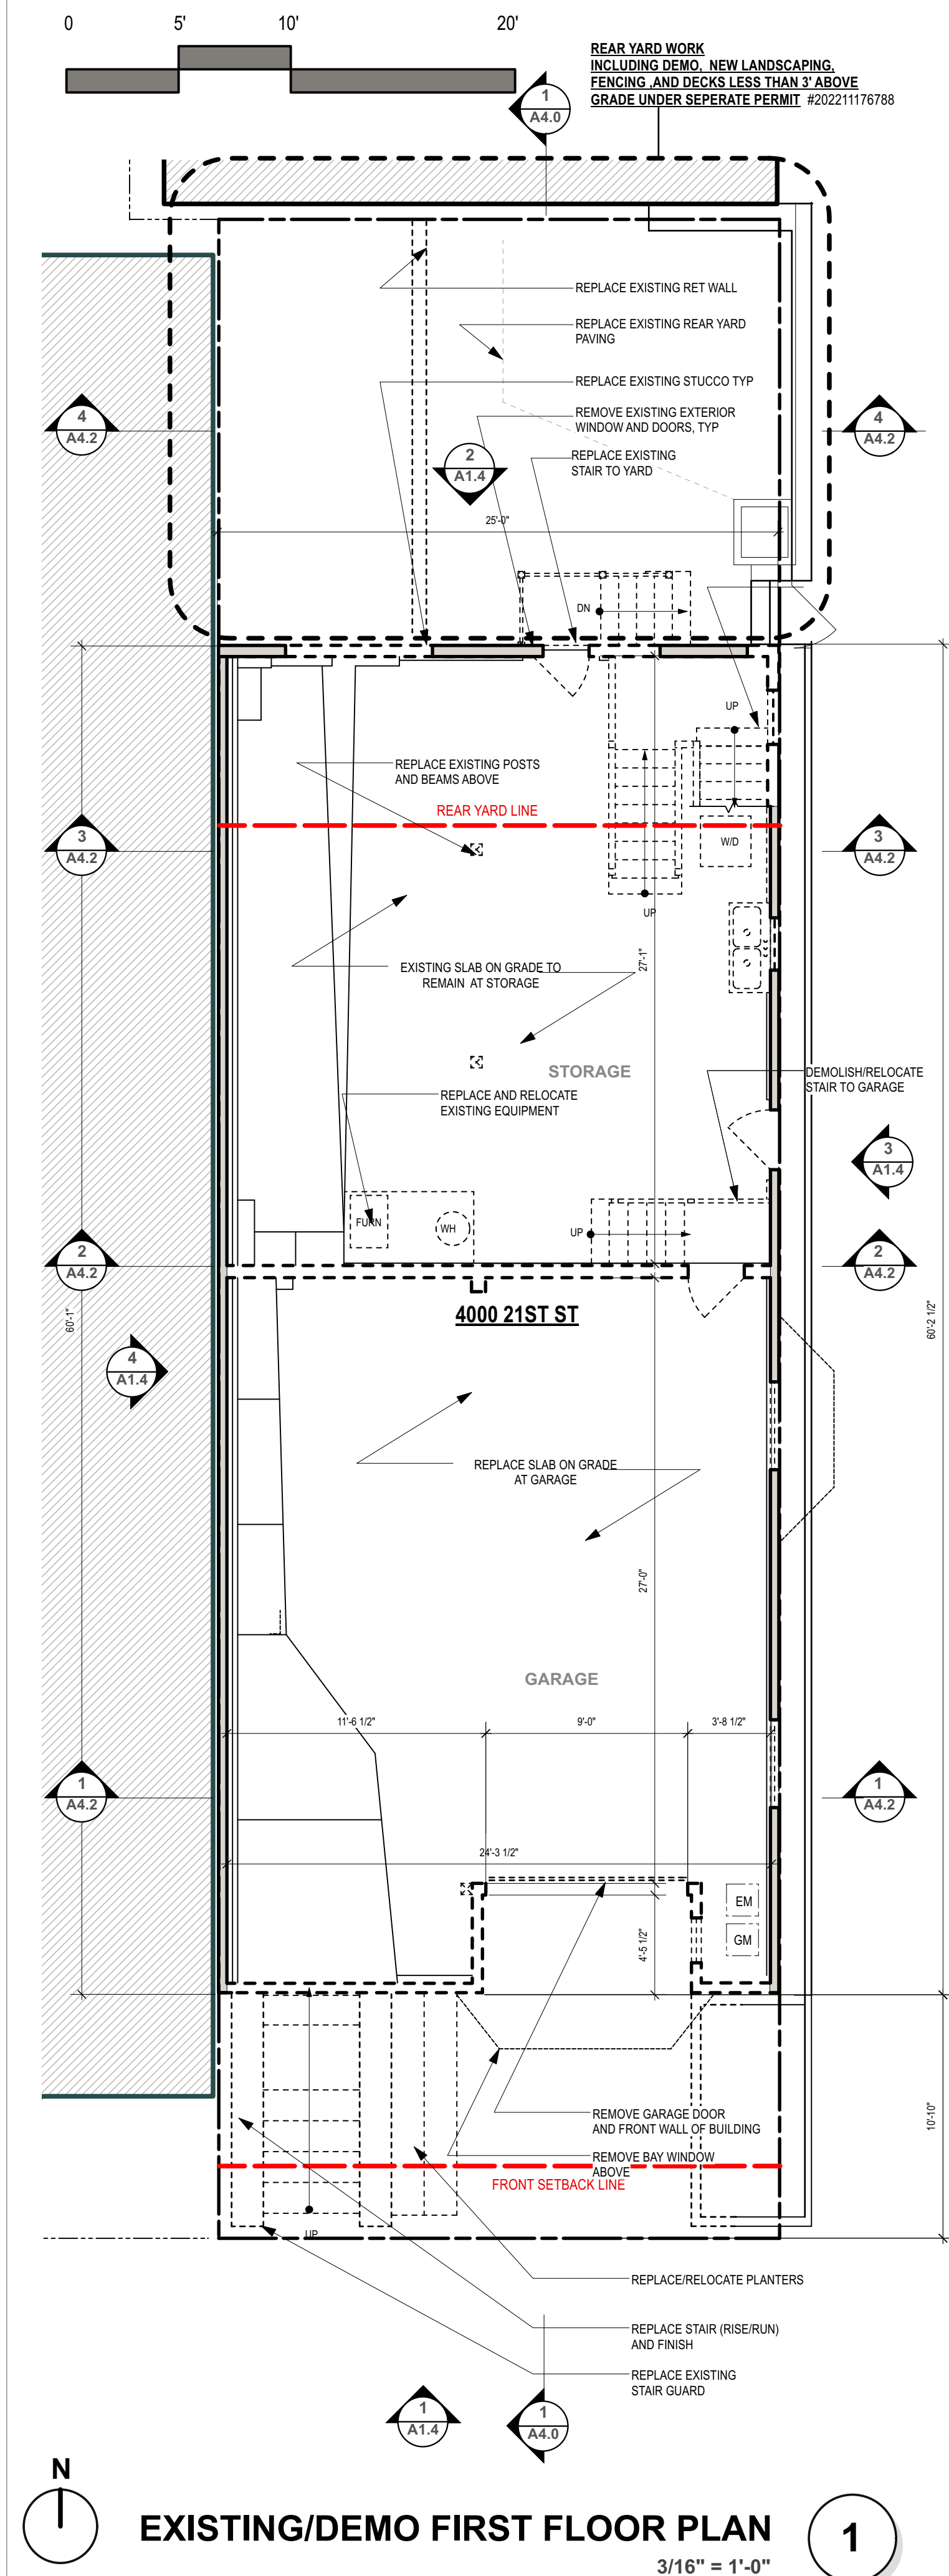 0 5' 10' 20'
REAR YARD WORK
INCLUDING DEMO, NEW LANDSCAPING,
FENCING ,AND DECKS LESS THAN 3' ABOVE
GRADE UNDER SEPERATE PERMIT #202211176788
1
A4.0
REPLACE EXISTING RET WALL
REPLACE EXISTING REAR YARD
PAVING
REPLACE EXISTING STUCCO TYP
REMOVE EXISTING EXTERIOR
WINDOW AND DOORS, TYP
4
A4.2
4
A4.2
2
A1.4
REPLACE EXISTING
STAIR TO YARD
25'-0"
DN
UP
REPLACE EXISTING POSTS
AND BEAMS ABOVE
REAR YARD LINE
3
A4.2
W/D
3
A4.2
UP
27'-1"
EXISTING SLAB ON GRADE TO
REMAIN AT STORAGE
STORAGE
DEMOLISH/RELOCATE
STAIR TO GARAGE
REPLACE AND RELOCATE
EXISTING EQUIPMENT
3
A1.4
FURN
WH
UP
2
A4.2
2
A4.2
60'-1"
4000 21ST ST
60'-2 1/2"
4
A1.4
REPLACE SLAB ON GRADE
AT GARAGE
27'-0"
GARAGE
11'-6 1/2"
9'-0"
3'-8 1/2"
1
A4.2
1
A4.2
24'-3 1/2"
EM
GM
4'-5 1/2"
REMOVE GARAGE DOOR
AND FRONT WALL OF BUILDING
10'-10"
REMOVE BAY WINDOW
ABOVE
FRONT SETBACK LINE
UP
REPLACE/RELOCATE PLANTERS
REPLACE STAIR (RISE/RUN)
AND FINISH
REPLACE EXISTING
STAIR GUARD
1
A1.4
1
A4.0
N
EXISTING/DEMO FIRST FLOOR PLAN
1
3/16" = 1'-0"